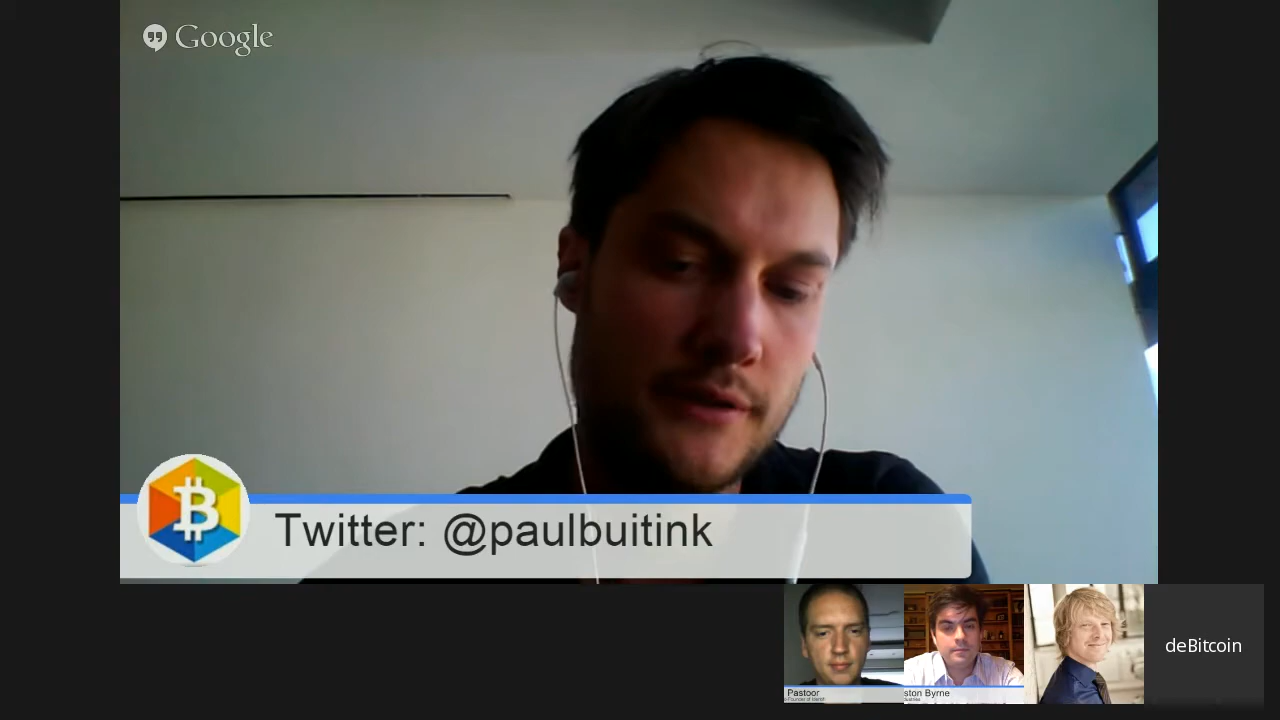 Google
Twitter: @paulbuitink
Pastoor
ston Byrne
deBitcoin